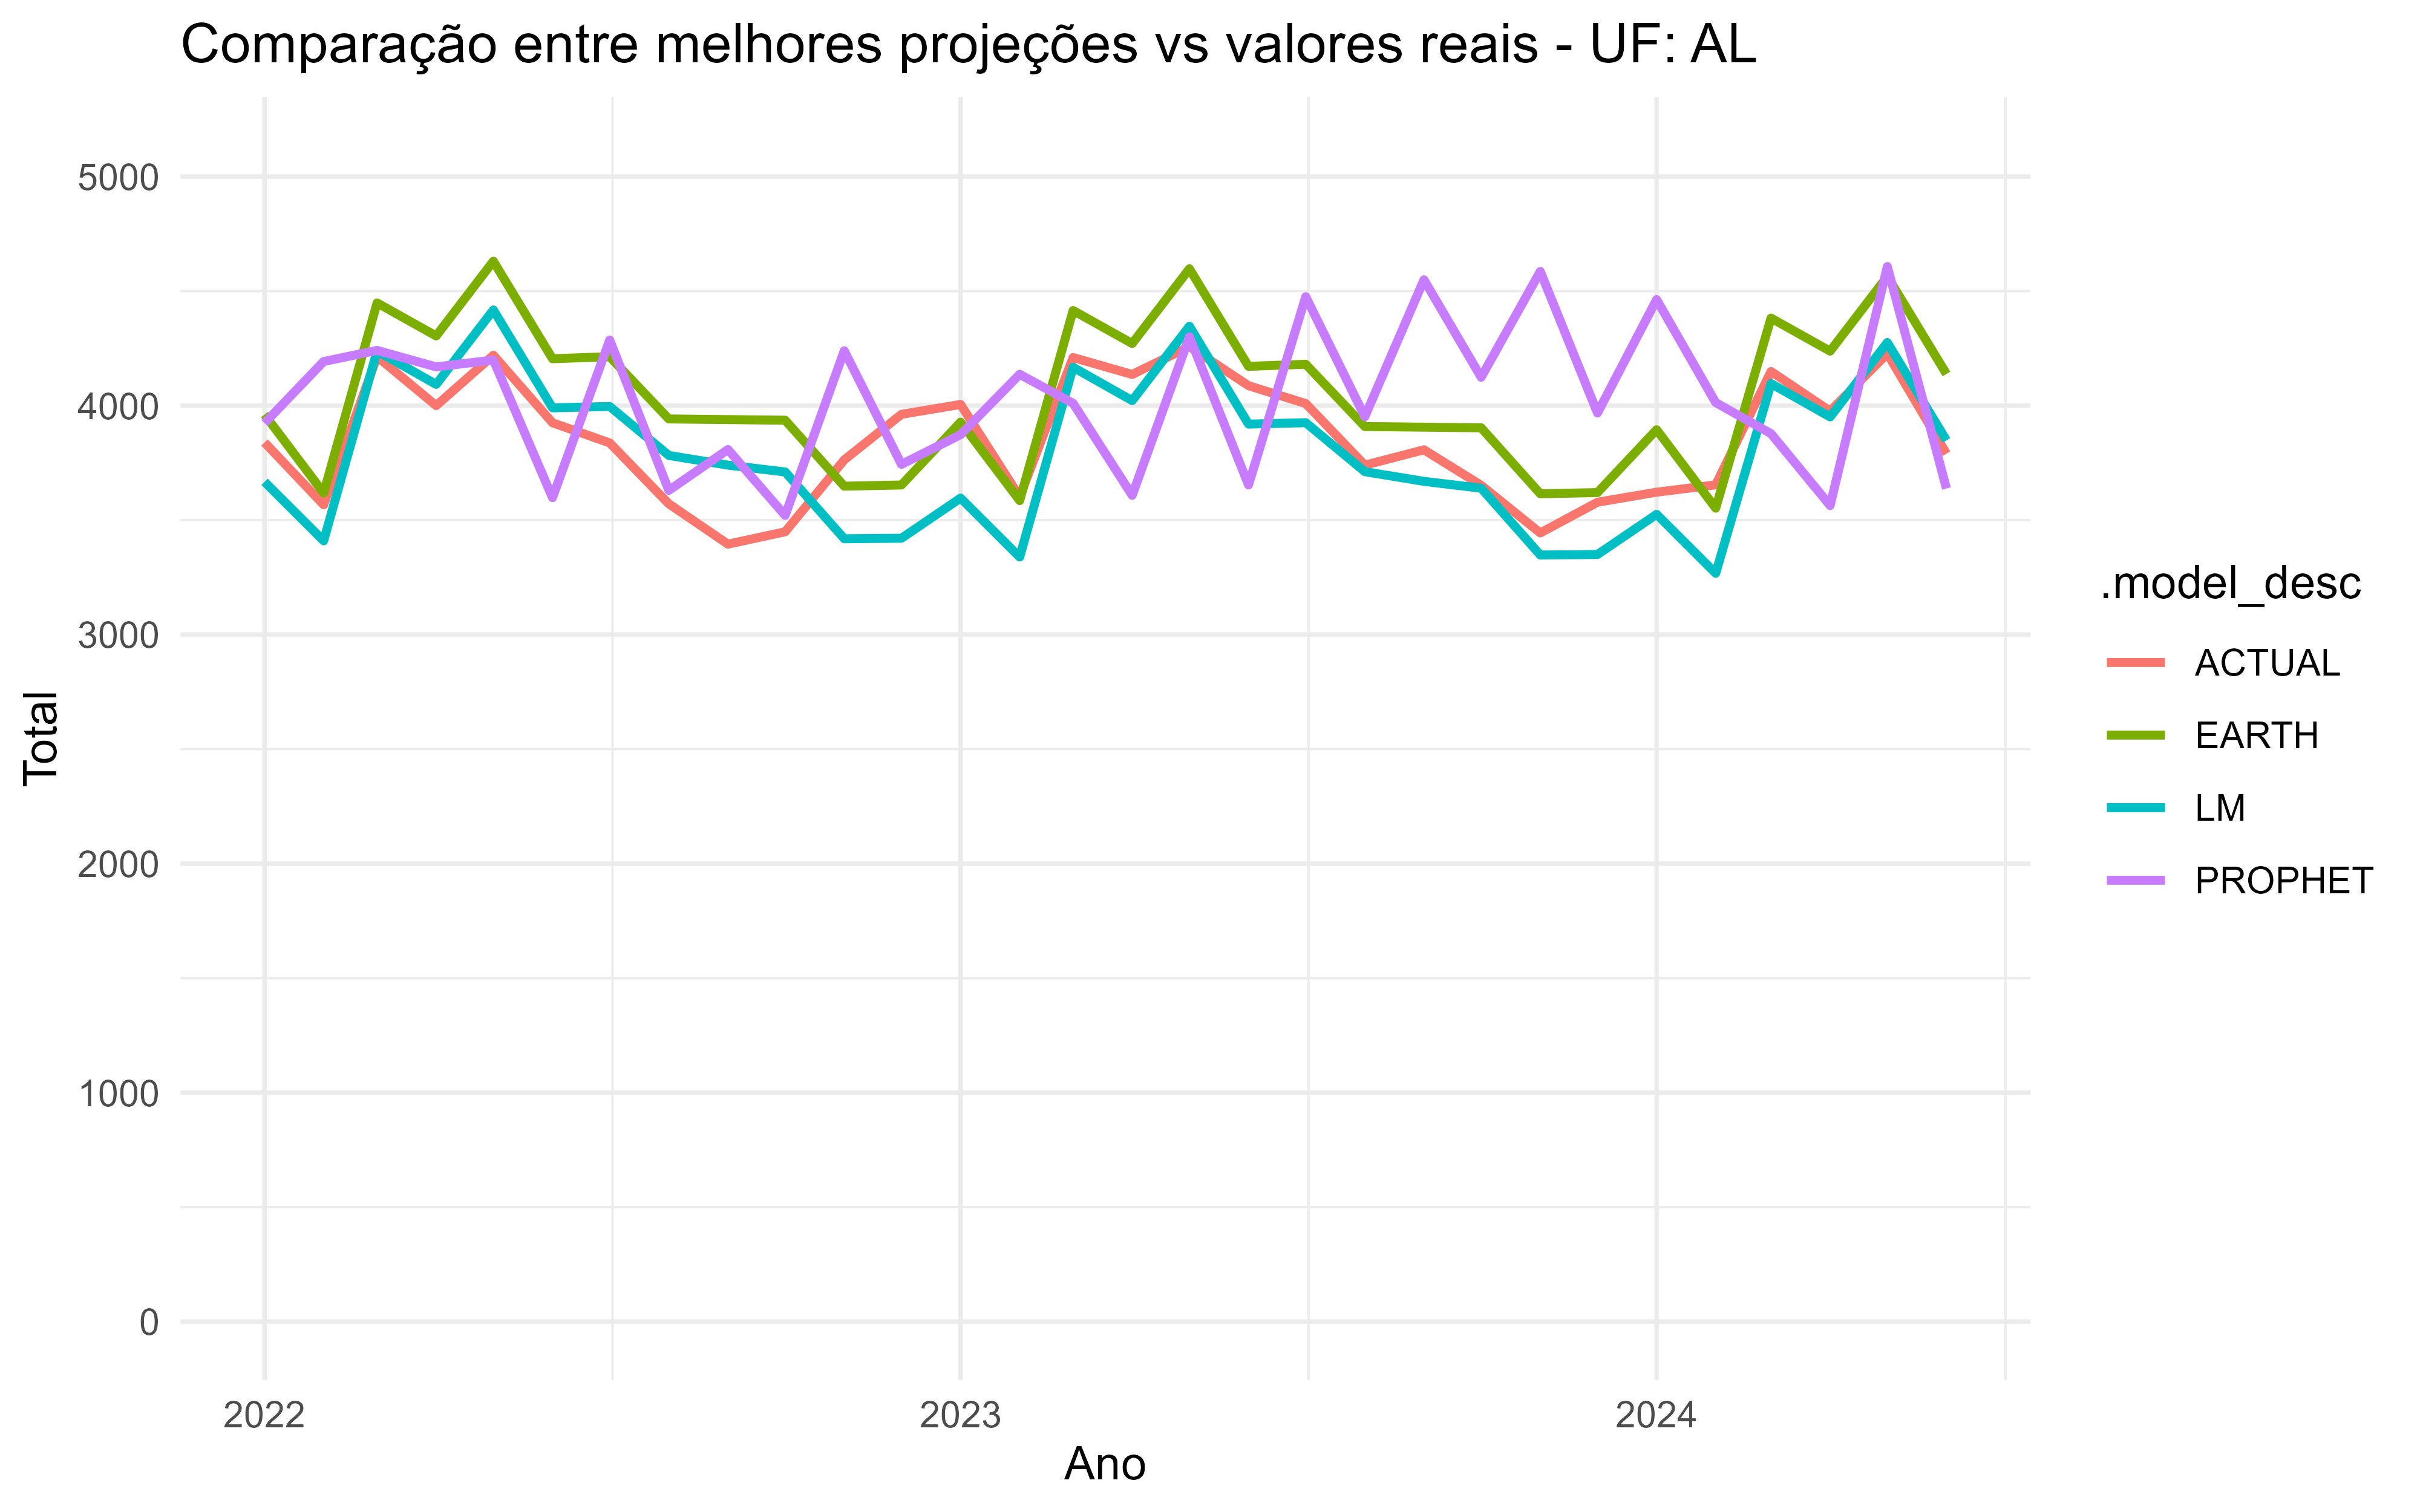 Comparação entre melhores projeções vs valores reais - UF: AL
5000
4000
3000
2000
1000
0
Total
2022
2023
2024
Ano
.model_desc
ACTUAL
EARTH
LM
PROPHET